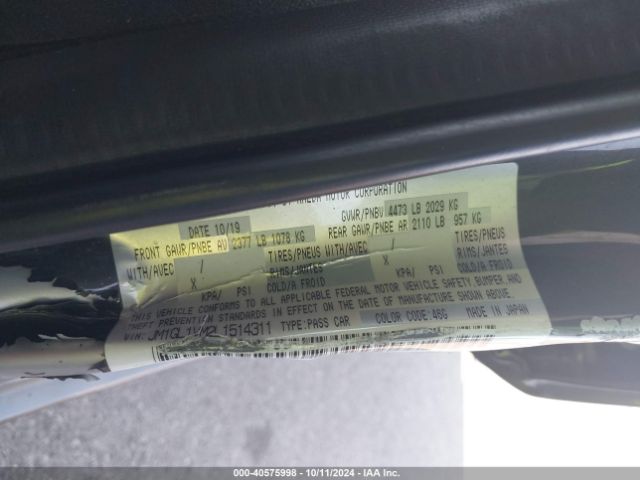 MOTOR CORPORATION
DATE 10/19 GVWR/PNBV 4473 LB 2029 KG
FRONT GAWR/PNBE AV 2377 LB 1078 KG REAR GAWR/PNBE AR 2110 LB 957 KG
WITH/AVEC / TIRES/PNEUS WITH/AVEC / TIRES/PNEUS
X RIMS/JANTES X RIMS/JANTES
KPA/ PSI COLD/A FROID KPA/ PSI COLD/A FROID
THIS VEHICLE CONFORMS TO ALL APPLICABLE FEDERAL MOTOR VEHICLE SAFETY BUMPER AND
THEFT PREVENTION STANDARDS IN EFFECT ON THE DATE OF MANUFACTURE SHOWN ABOVE.
VIN: JM1GL1VM2L1514311 TYPE:PASS CAR COLOR CODE:46G MADE IN JAPAN
000-40575998 - 10/11/2024 - IAA Inc.